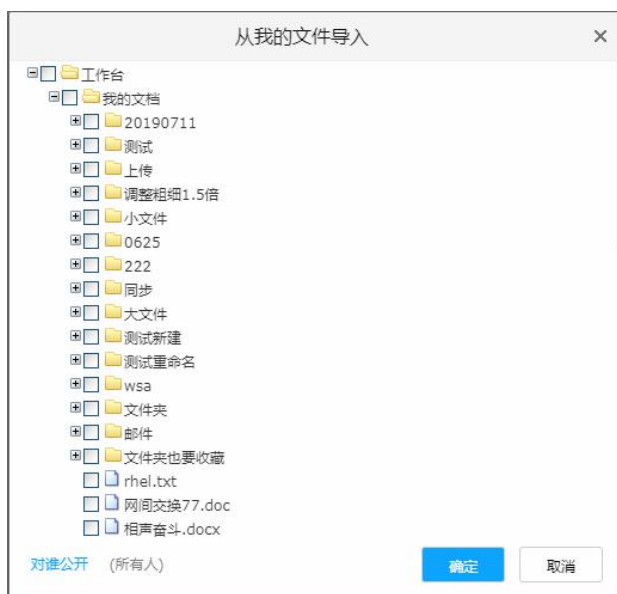 从我的文件导入
工作台
我的文档
20190711
测试
上传
调整粗细1.5倍
小文件
0625
222
同步
大文件
测试新建
测试重命名
wsa
文件夹
邮件
文件夹也要收藏
rhel.txt
网间交换77.doc
相声奋斗.docx
对谁公开 (所有人) 确定 取消